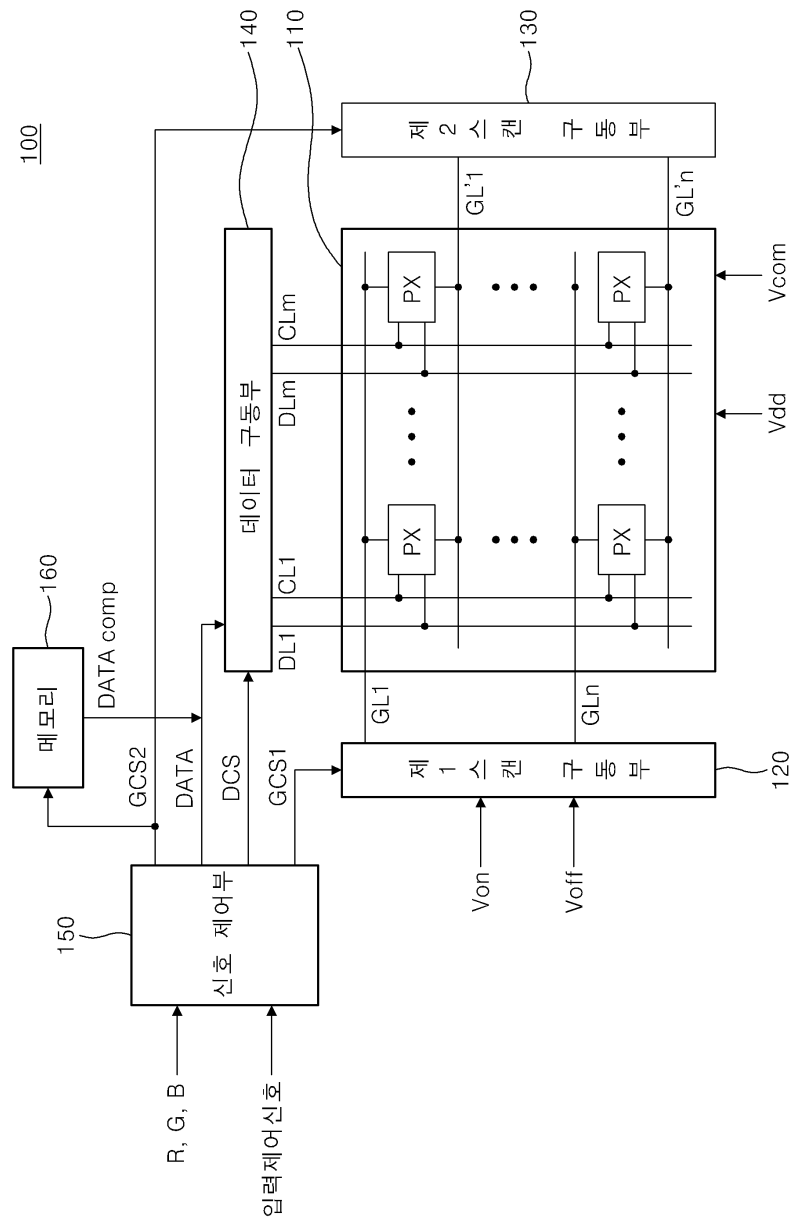 100
160
메모리
DATA comp
140
110
130
150
신호 제어부
GCS2
DATA
DCS
GCS1
R, G, B
입력제어신호
데이터 구동부
DL1
CL1
DLm
CLm
제 1 스캔 구동부
제 2 스캔 구동부
GL1
GLn
GL'1
GL'n
PX
PX
PX
PX
Von
Voff
120
Vdd
Vcom